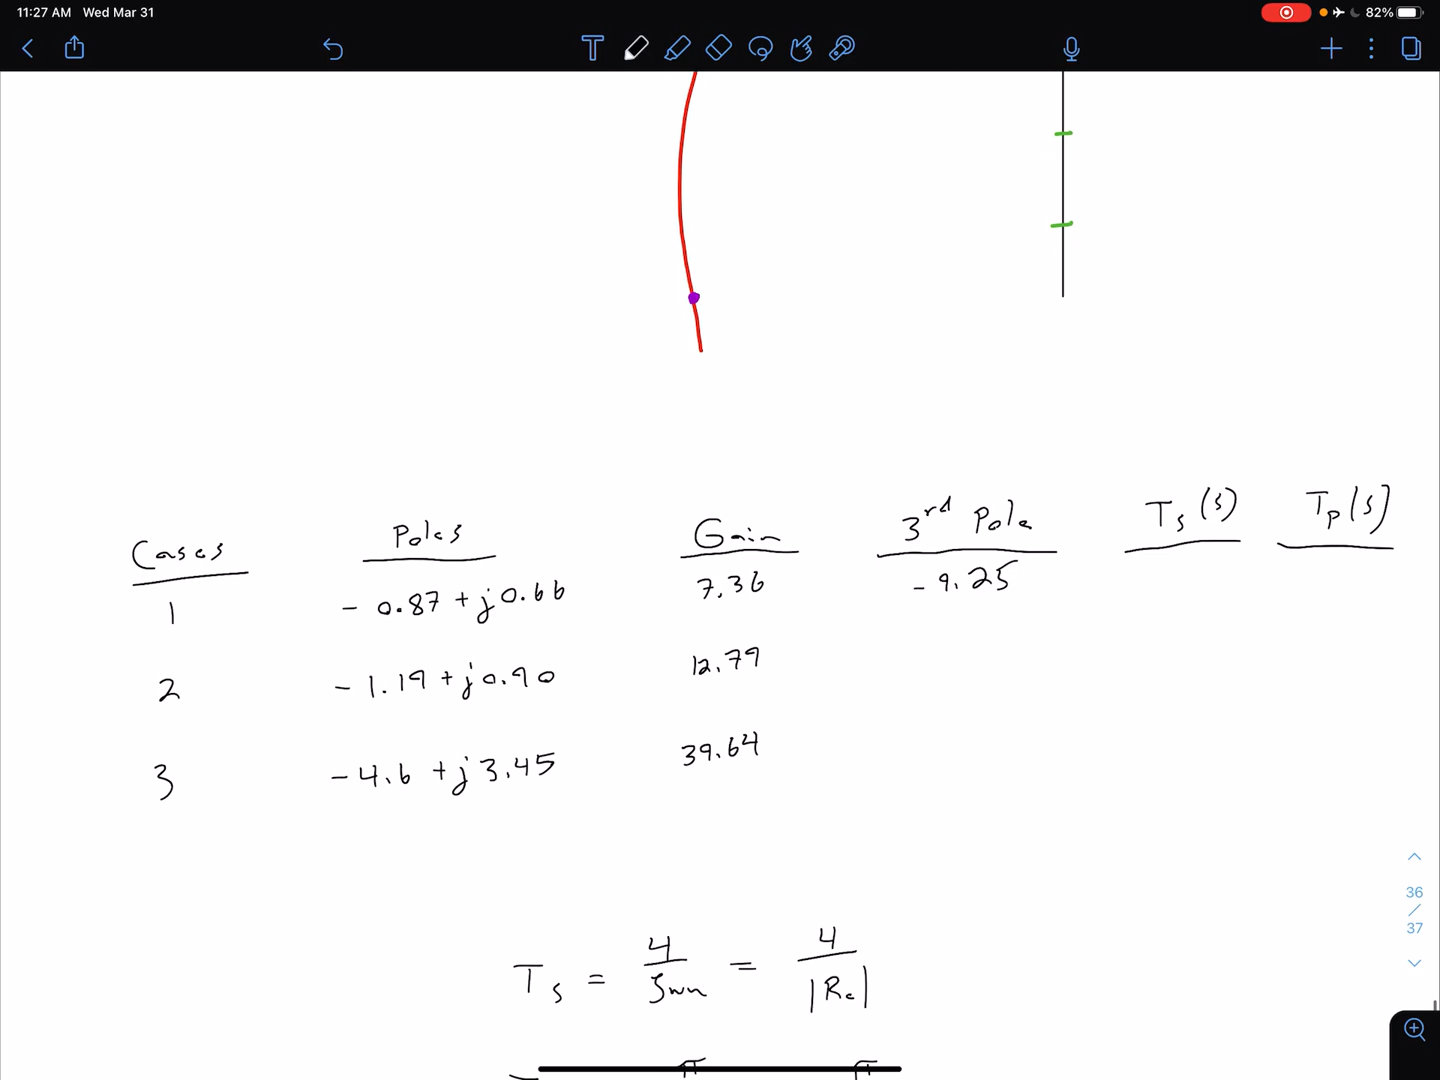 11:27 AM Wed Mar 31 82%
Cases Poles Gain 3rd Pole Ts(s) Tp(s)
1 - 0.87 + j0.66 7.36 - 9.25
2 - 1.19 + j0.90 12.79
3 - 4.6 + j3.45 39.64
Ts = 4/ζωn = 4/|Re|
π π
36
/
37